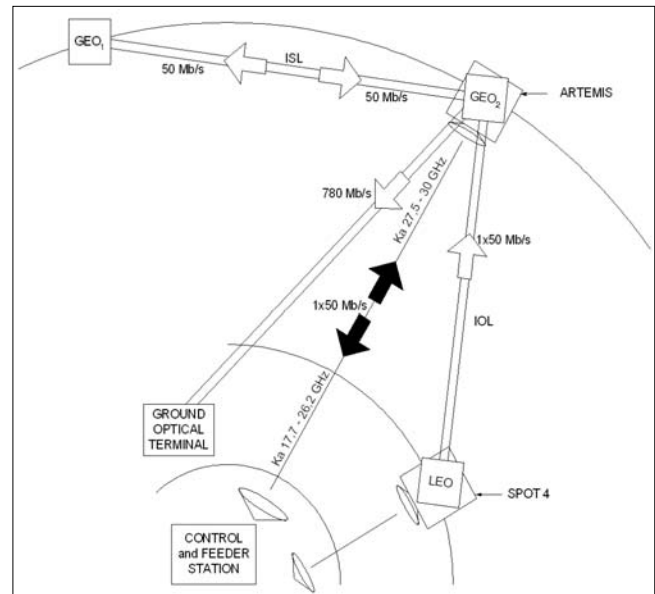 GEO1
ISL
50 Mb/s
50 Mb/s
GEO2
ARTEMIS
780 Mb/s
Ka 27.5 - 30 GHz
1x50 Mb/s
1x50 Mb/s
IOL
Ka 17.7 - 26.2 GHz
GROUND
OPTICAL
TERMINAL
LEO
SPOT 4
CONTROL
and FEEDER
STATION